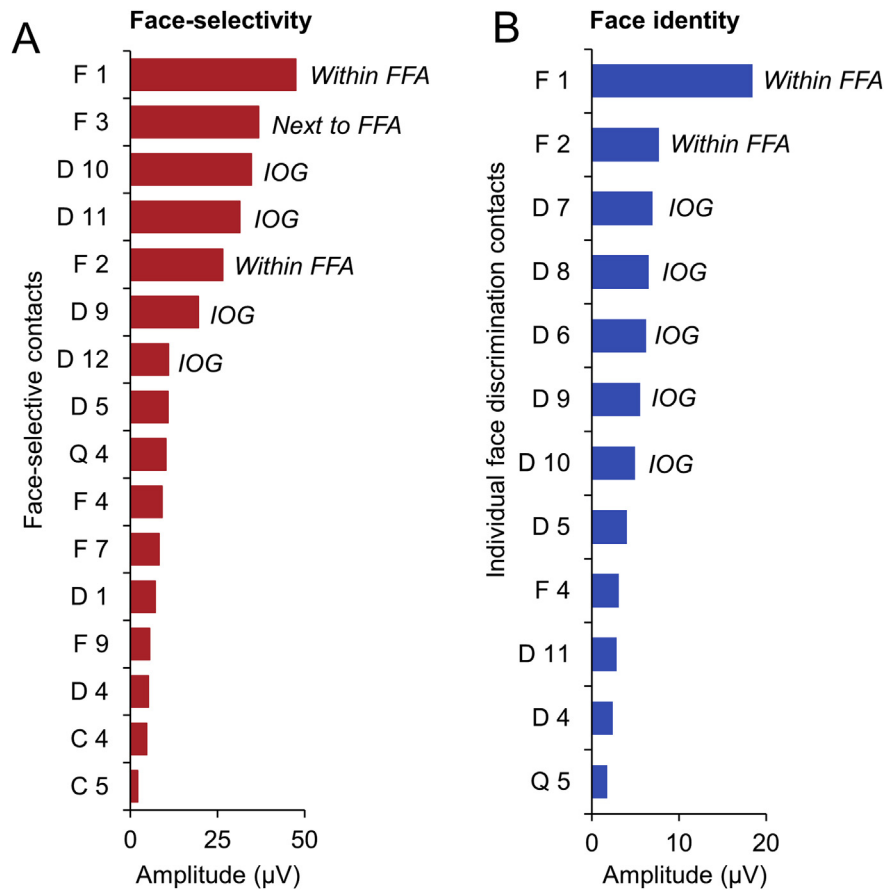 A
Face-selectivity
Face-selective contacts
F 1 Within FFA
F 3 Next to FFA
D 10 IOG
D 11 IOG
F 2 Within FFA
D 9 IOG
D 12 IOG
D 5
Q 4
F 4
F 7
D 1
F 9
D 4
C 4
C 5
0 25 50
Amplitude (µV)
B
Face identity
Individual face discrimination contacts
F 1 Within FFA
F 2 Within FFA
D 7 IOG
D 8 IOG
D 6 IOG
D 9 IOG
D 10 IOG
D 5
F 4
D 11
D 4
Q 5
0 10 20
Amplitude (µV)